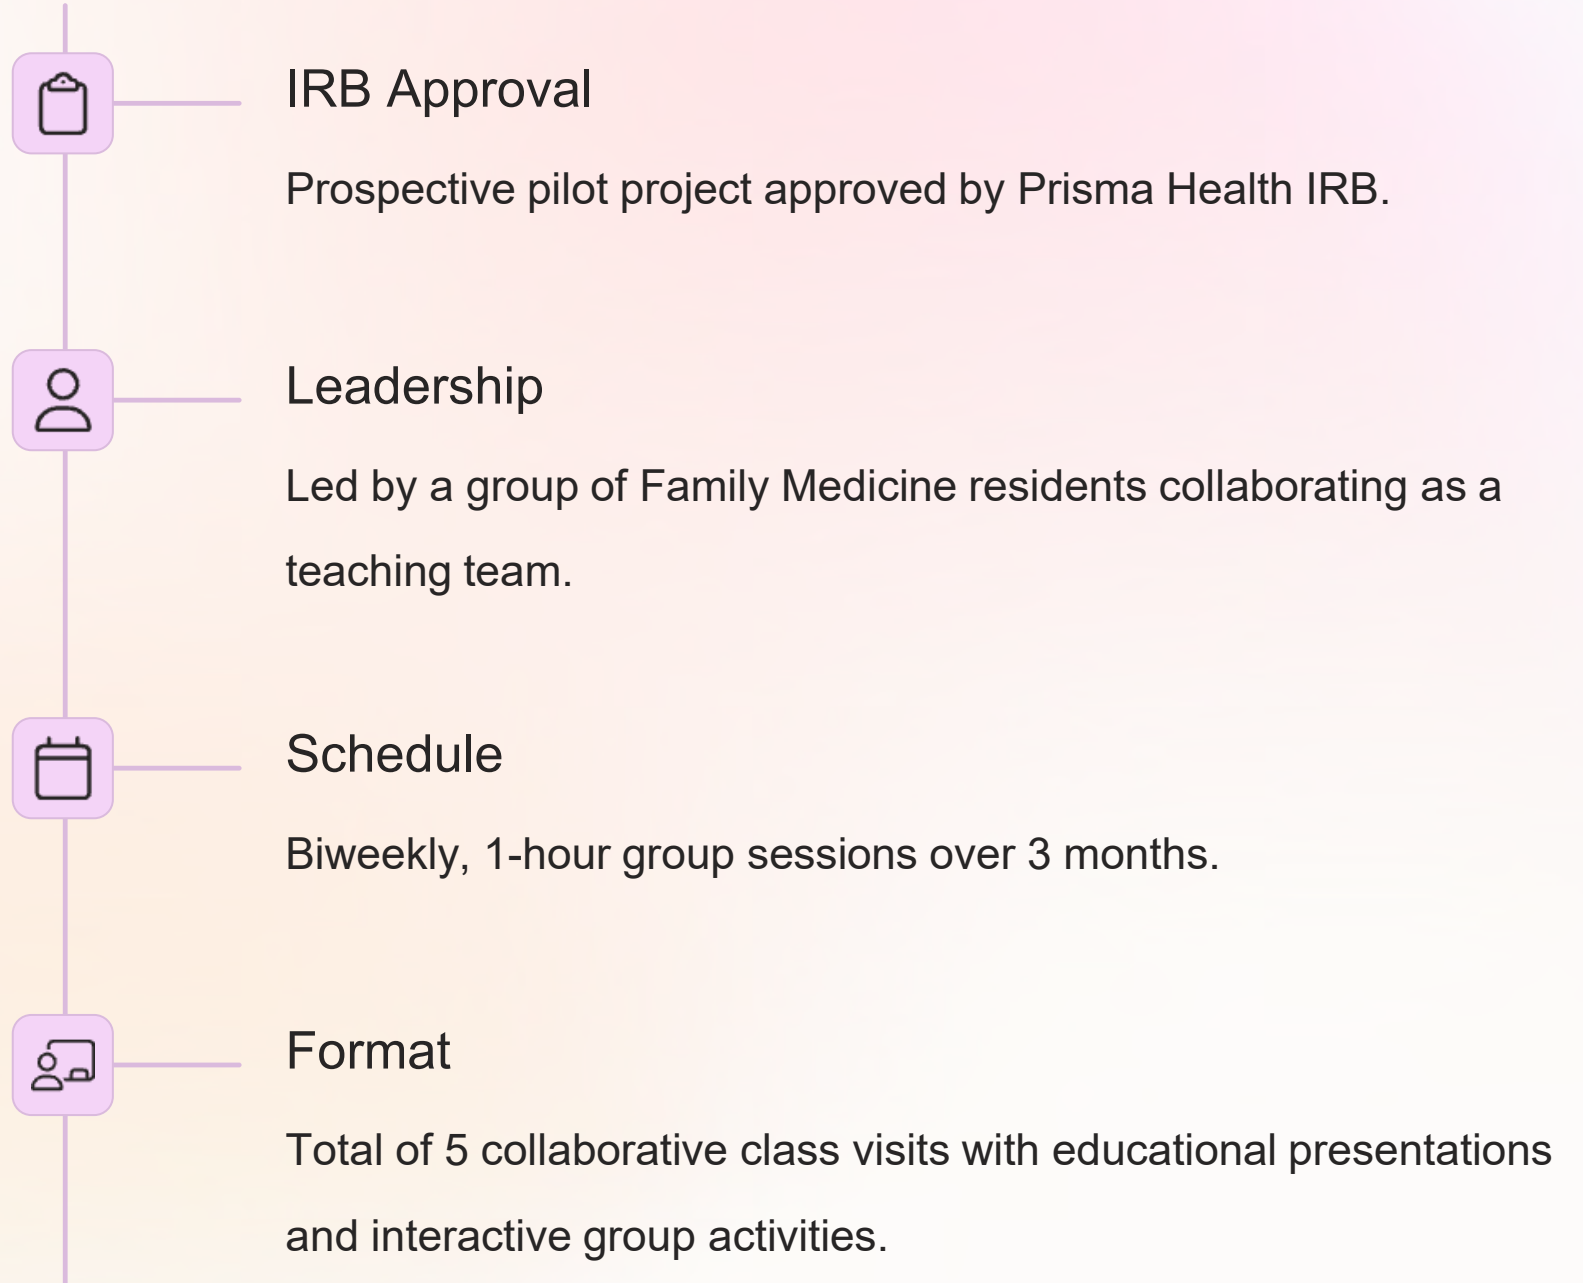 IRB Approval
Prospective pilot project approved by Prisma Health IRB.
Leadership
Led by a group of Family Medicine residents collaborating as a
teaching team.
Schedule
Biweekly, 1-hour group sessions over 3 months.
Format
Total of 5 collaborative class visits with educational presentations
and interactive group activities.